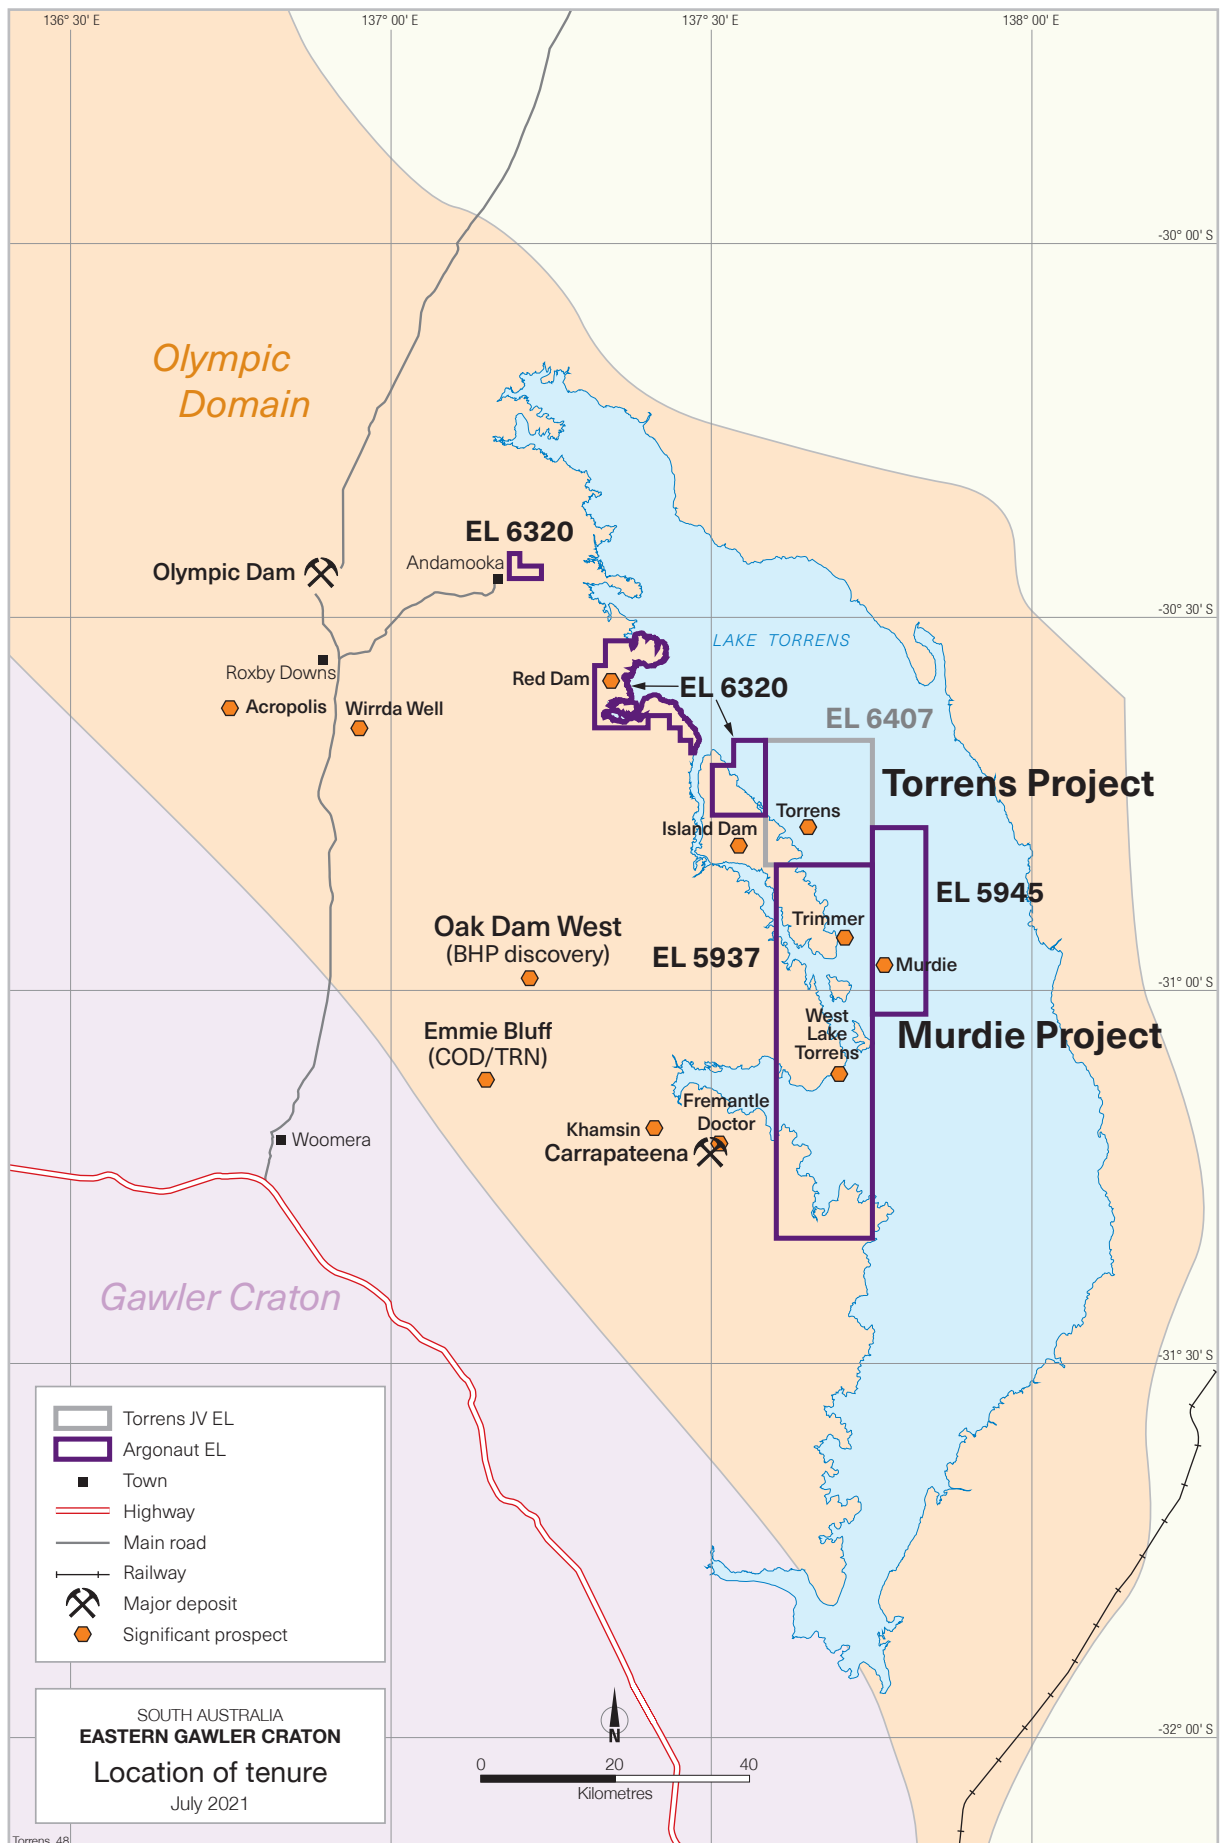 136° 30' E
137° 00' E
137° 30' E
138° 00' E
-30° 00' S
Olympic
Domain
EL 6320
Andamooka
Olympic Dam
-30° 30' S
LAKE TORRENS
Roxby Downs
Red Dam
EL 6320
Acropolis
Wirrda Well
EL 6407
Torrens Project
Torrens
Island Dam
EL 5945
Trimmer
Oak Dam West
(BHP discovery)
EL 5937
Murdie
-31° 00' S
West
Lake
Torrens
Murdie Project
Emmie Bluff
(COD/TRN)
Fremantle
Doctor
Khamsin
Carrapateena
Woomera
Gawler Craton
-31° 30' S
Torrens JV EL
Argonaut EL
Town
Highway
Main road
Railway
Major deposit
Significant prospect
SOUTH AUSTRALIA
EASTERN GAWLER CRATON
Location of tenure
July 2021
N
0 20 40
Kilometres
-32° 00' S
Torrens_48